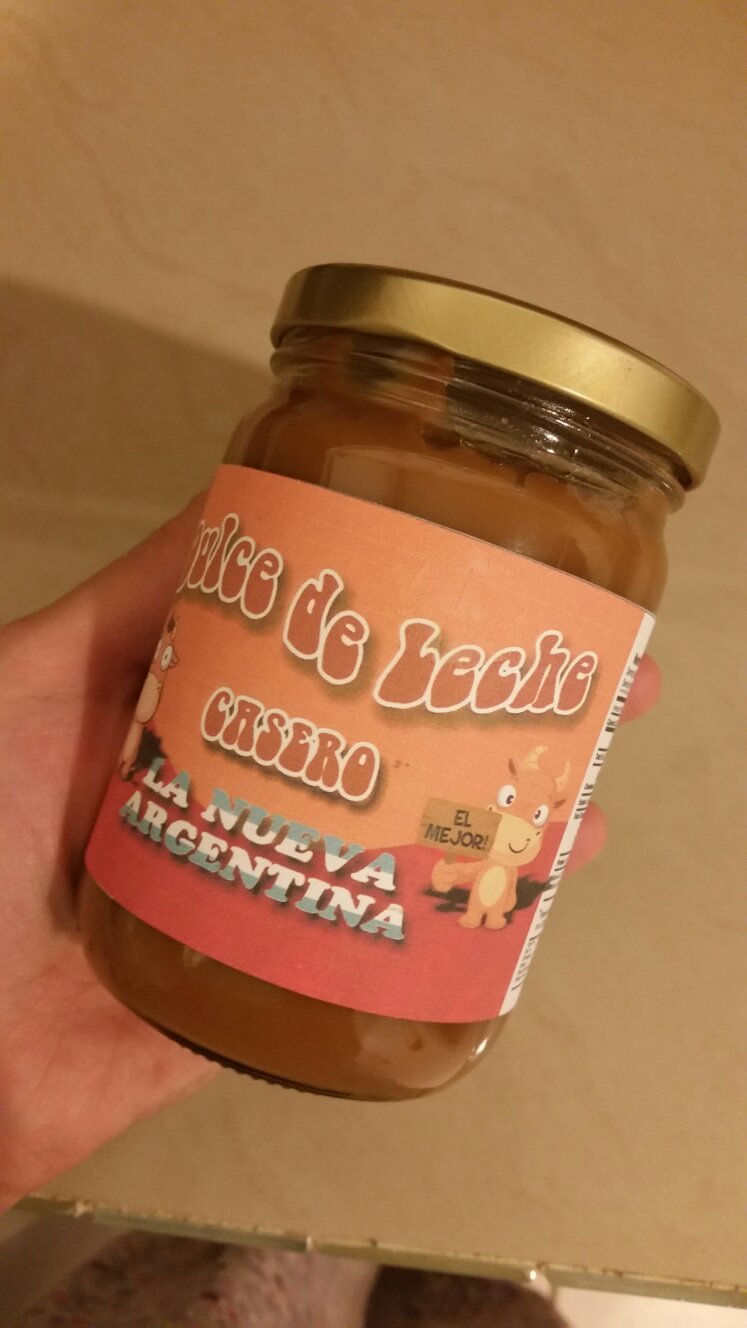 Dulce de Leche
CASERO
LA NUEVA
ARGENTINA
EL
MEJOR!